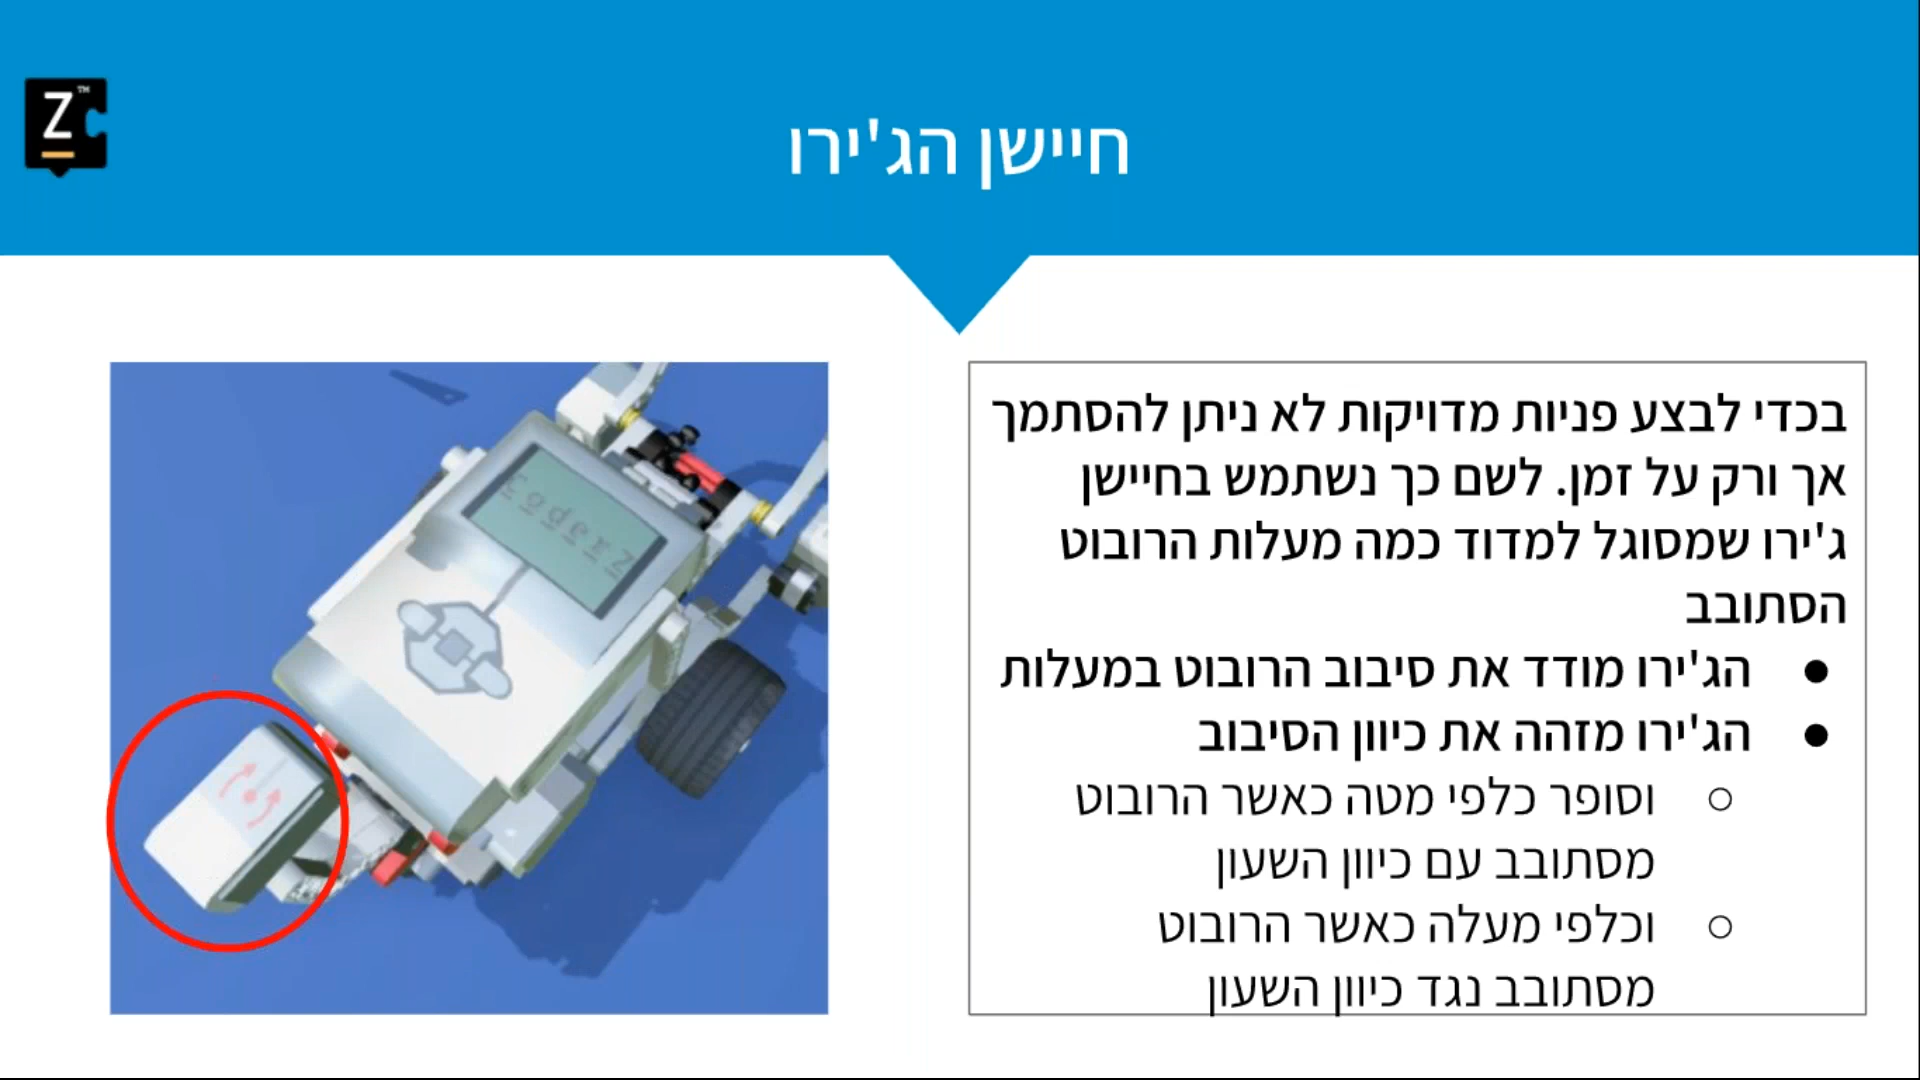 Z™
חיישן הג'ירו
CoderZ
בכדי לבצע פניות מדויקות לא ניתן להסתמך
אך ורק על זמן. לשם כך נשתמש בחיישן
ג'ירו שמסוגל למדוד כמה מעלות הרובוט
הסתובב
● הג'ירו מודד את סיבוב הרובוט במעלות
● הג'ירו מזהה את כיוון הסיבוב
○ וסופר כלפי מטה כאשר הרובוט
מסתובב עם כיוון השעון
○ וכלפי מעלה כאשר הרובוט
מסתובב נגד כיוון השעון